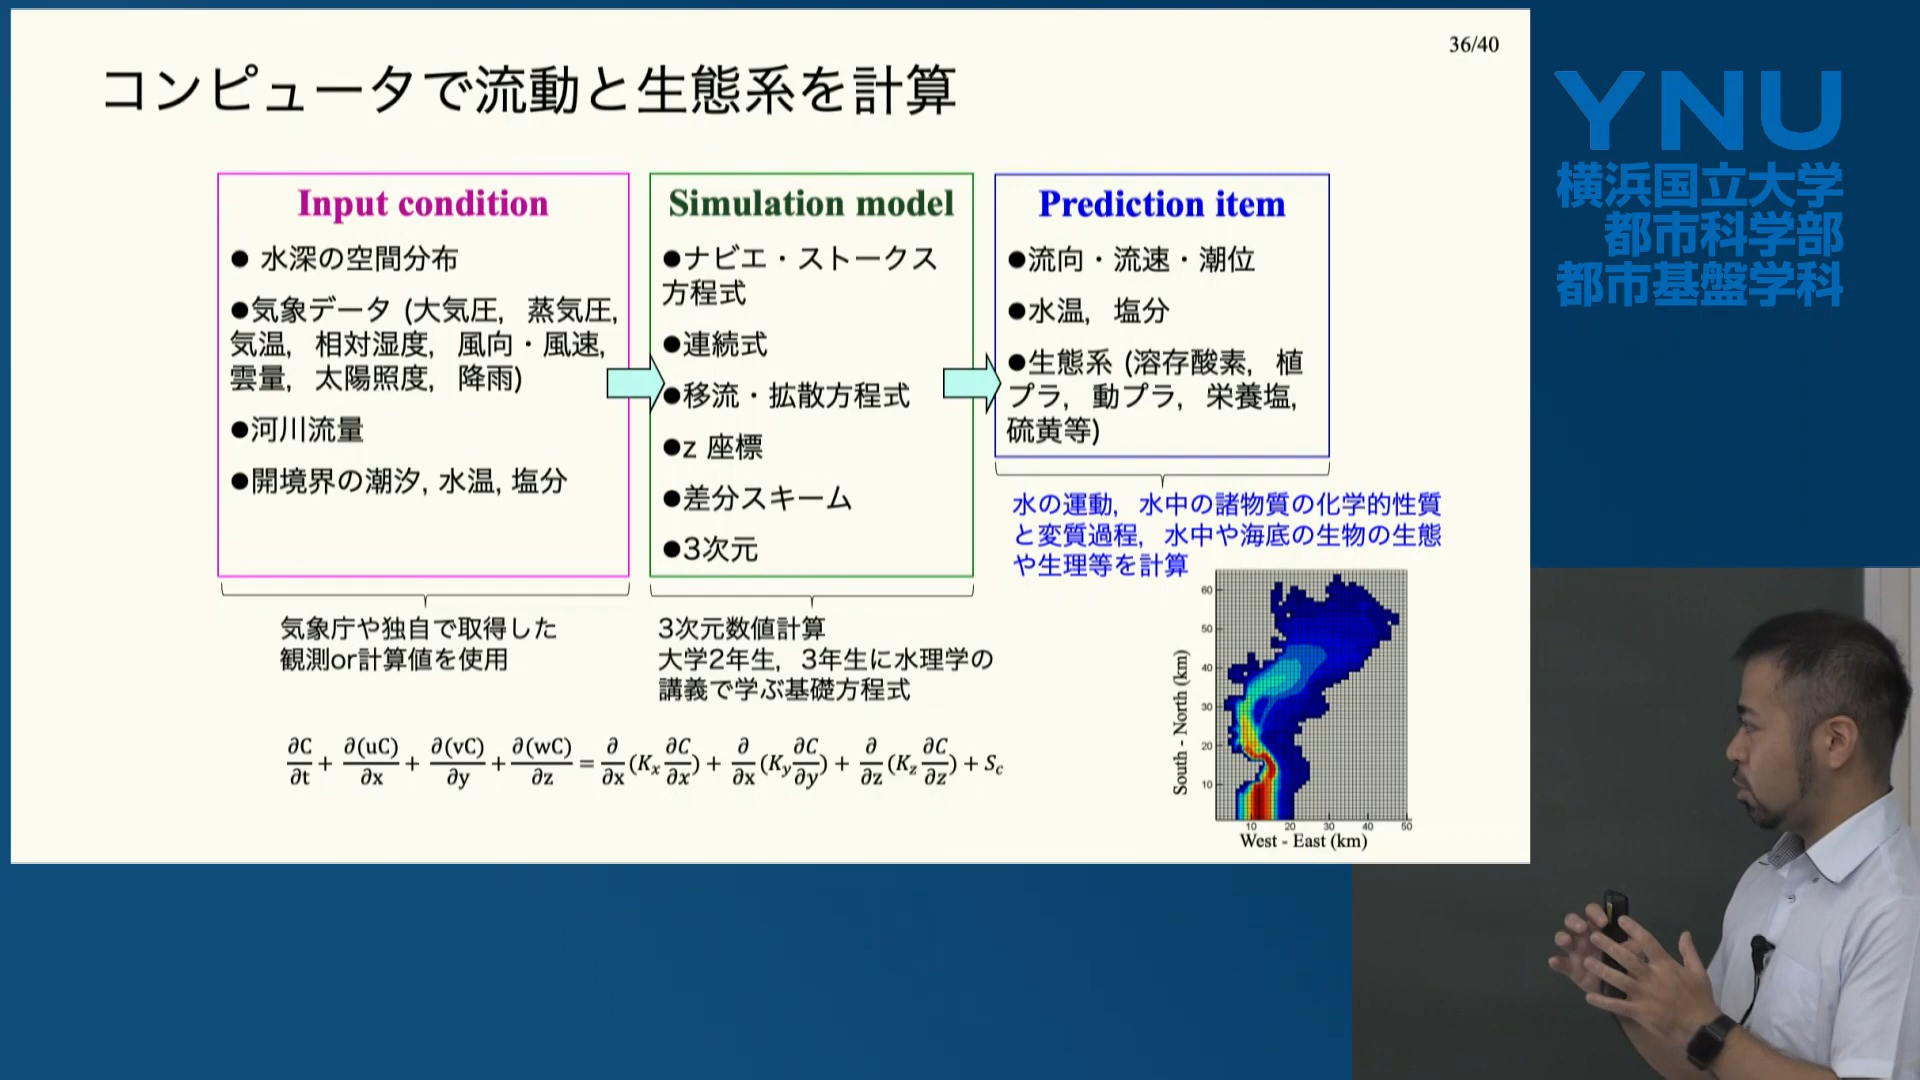 36/40
コンピュータで流動と生態系を計算
Input condition
● 水深の空間分布
●気象データ (大気圧, 蒸気圧,
気温, 相対湿度, 風向・風速,
雲量, 太陽照度, 降雨)
●河川流量
●開境界の潮汐, 水温, 塩分
気象庁や独自で取得した
観測or計算値を使用
Simulation model
●ナビエ・ストークス
方程式
●連続式
●移流・拡散方程式
●z 座標
●差分スキーム
●3次元
3次元数値計算
大学2年生, 3年生に水理学の
講義で学ぶ基礎方程式
Prediction item
●流向・流速・潮位
●水温, 塩分
●生態系 (溶存酸素, 植
プラ, 動プラ, 栄養塩,
硫黄等)
水の運動, 水中の諸物質の化学的性質
と変質過程, 水中や海底の生物の生態
や生理等を計算
∂C/∂t + ∂(uC)/∂x + ∂(vC)/∂y + ∂(wC)/∂z = ∂/∂x (Kx ∂C/∂x) + ∂/∂x (Ky ∂C/∂y) + ∂/∂z (Kz ∂C/∂z) + Sc
South - North (km)
60
50
40
30
20
10
10 20 30 40 50
West - East (km)
YNU
横浜国立大学
都市科学部
都市基盤学科